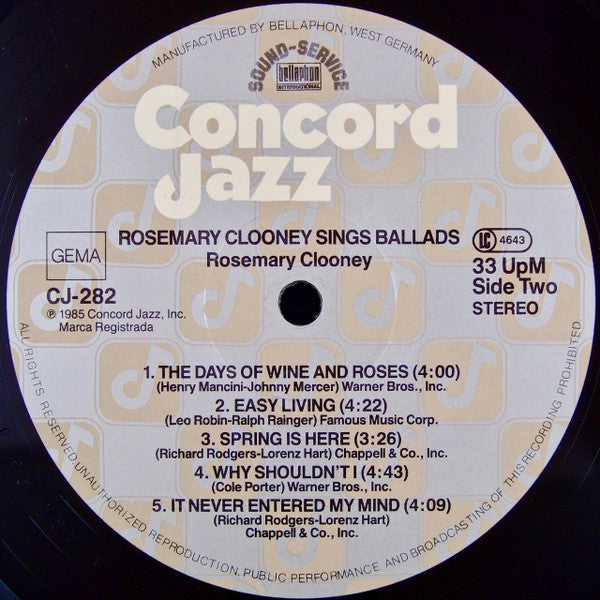 MANUFACTURED BY BELLAPHON, WEST GERMANY
SOUND-SERVICE
bellaphon
INTERNATIONAL
Concord
Jazz
ROSEMARY CLOONEY SINGS BALLADS
Rosemary Clooney
GEMA
LC 4643
CJ-282
℗ 1985 Concord Jazz, Inc.
Marca Registrada
33 UpM
Side Two
STEREO
1. THE DAYS OF WINE AND ROSES (4:00)
(Henry Mancini-Johnny Mercer) Warner Bros., Inc.
2. EASY LIVING (4:22)
(Leo Robin-Ralph Rainger) Famous Music Corp.
3. SPRING IS HERE (3:26)
(Richard Rodgers-Lorenz Hart) Chappell & Co., Inc.
4. WHY SHOULDN'T I (4:43)
(Cole Porter) Warner Bros., Inc.
5. IT NEVER ENTERED MY MIND (4:09)
(Richard Rodgers-Lorenz Hart)
Chappell & Co., Inc.
ALL RIGHTS RESERVED. UNAUTHORIZED REPRODUCTION, PUBLIC PERFORMANCE AND BROADCASTING OF THIS RECORDING PROHIBITED.